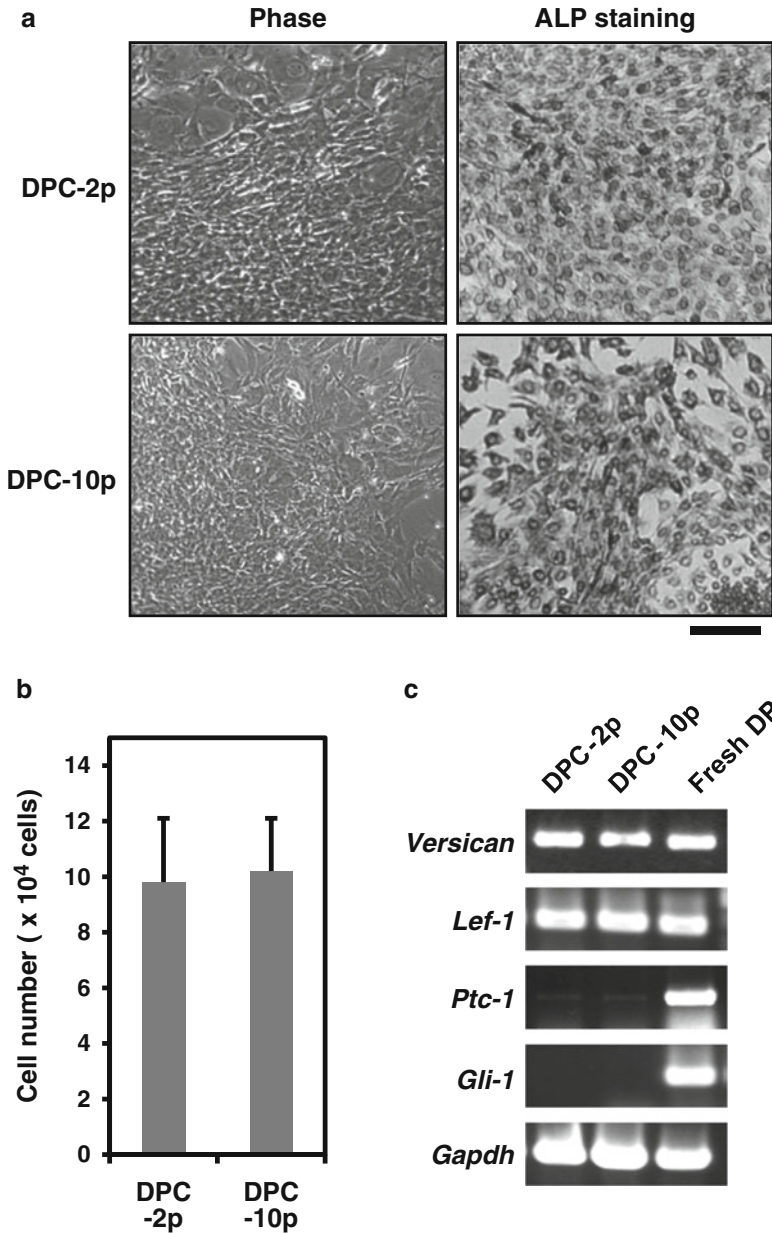 a
Phase
ALP staining
DPC-2p
DPC-10p
b
Cell number ( x 10⁴ cells)
14
12
10
8
6
4
2
0
DPC
-2p
DPC
-10p
c
DPC-2p
DPC-10p
Fresh DP
Versican
Lef-1
Ptc-1
Gli-1
Gapdh